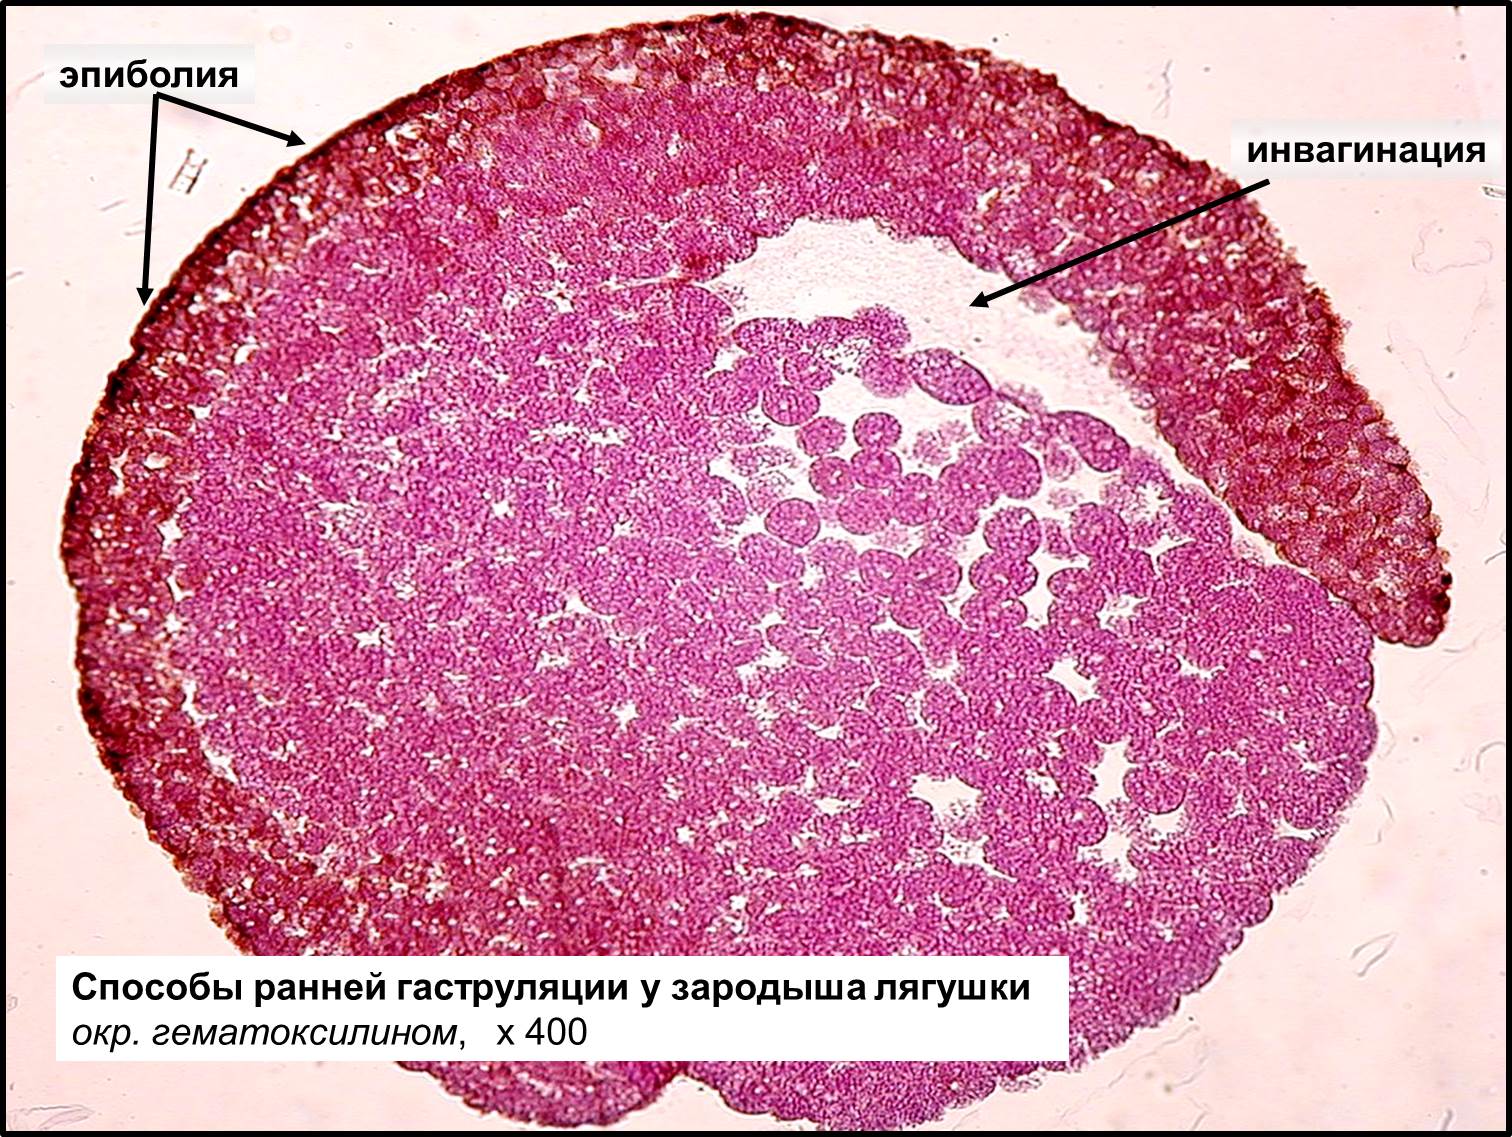 эпиболия
инвагинация
Способы ранней гаструляции у зародыша лягушки
окр. гематоксилином, х 400